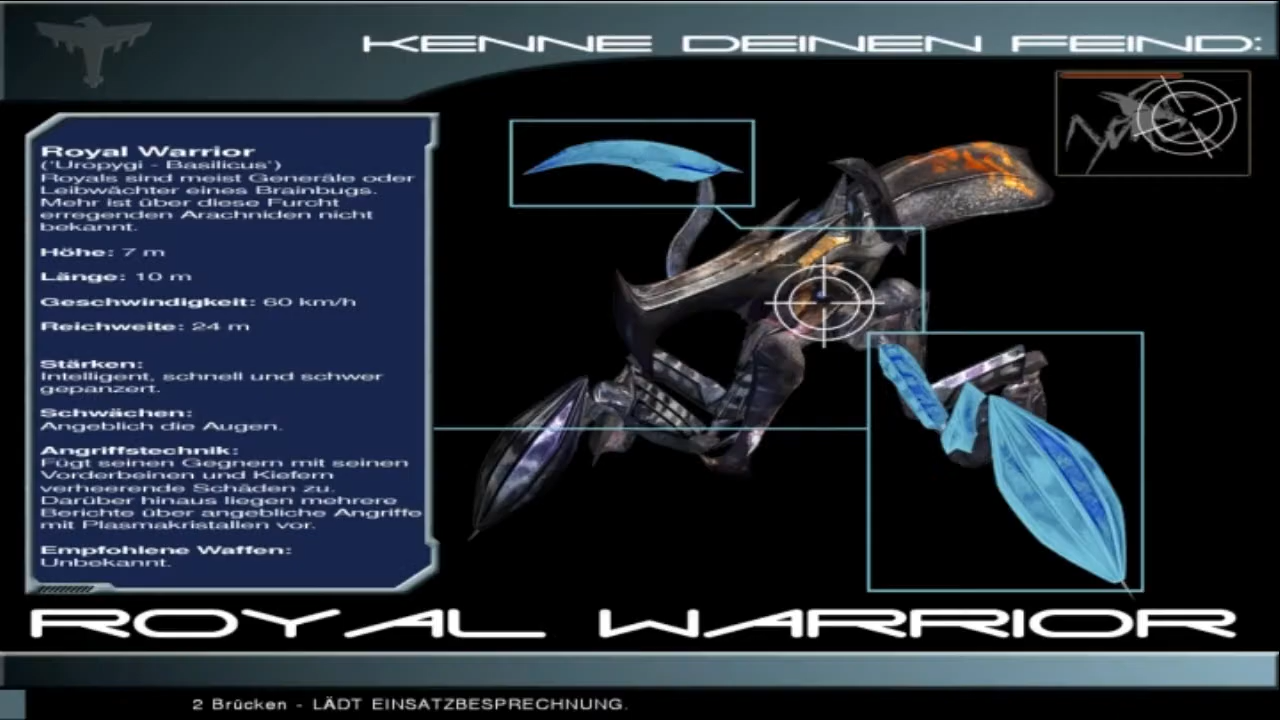 KENNE DEINEN FEIND:
Royal Warrior
('Uropygi - Basilicus')
Royals sind meist Generäle oder
Leibwächter eines Brainbugs.
Mehr ist über diese Furcht
erregenden Arachniden nicht
bekannt.
Höhe: 7 m
Länge: 10 m
Geschwindigkeit: 60 km/h
Reichweite: 24 m
Stärken:
Intelligent, schnell und schwer
gepanzert.
Schwächen:
Angeblich die Augen.
Angriffstechnik:
Fügt seinen Gegnern mit seinen
Vorderbeinen und Kiefern
verheerende Schäden zu.
Darüber hinaus liegen mehrere
Berichte über angebliche Angriffe
mit Plasmakristallen vor.
Empfohlene Waffen:
Unbekannt.
ROYAL WARRIOR
2 Brücken - LÄDT EINSATZBESPRECHNUNG.